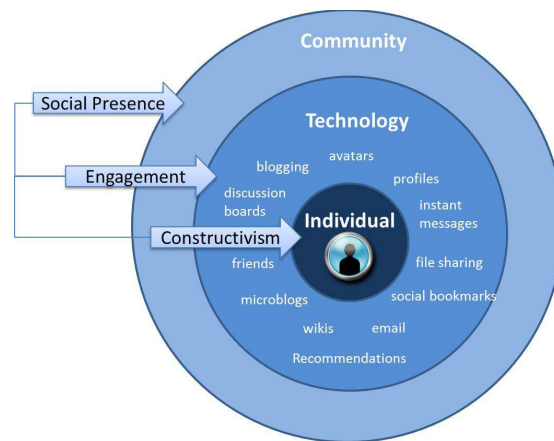 Community
Social Presence
Technology
avatars
blogging
profiles
Engagement
discussion
boards
instant
messages
Individual
Constructivism
friends
file sharing
microblogs
social bookmarks
wikis
email
Recommendations